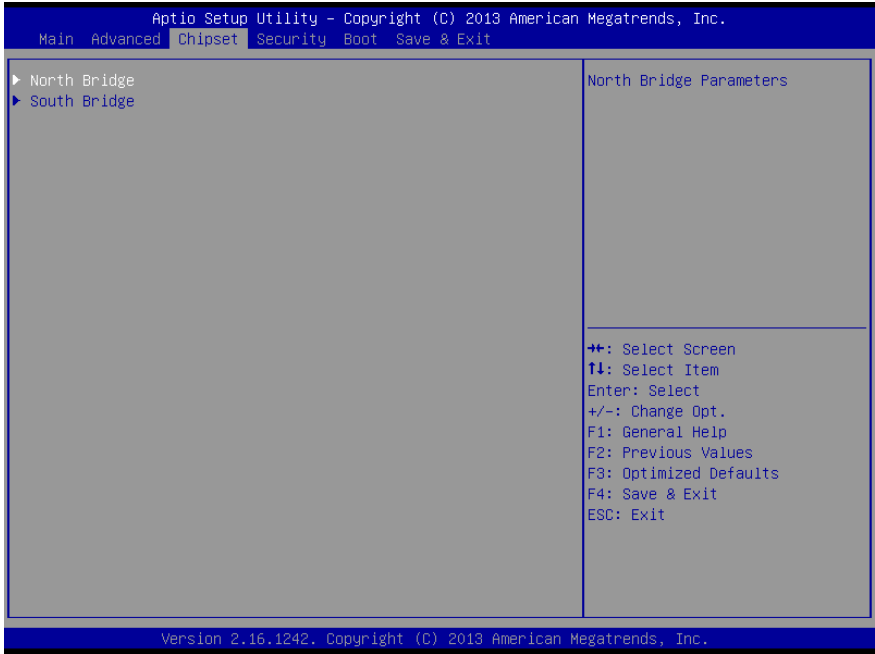 Aptio Setup Utility – Copyright (C) 2013 American Megatrends, Inc.
Main Advanced Chipset Security Boot Save & Exit
▶ North Bridge
▶ South Bridge
North Bridge Parameters
→←: Select Screen
↑↓: Select Item
Enter: Select
+/-: Change Opt.
F1: General Help
F2: Previous Values
F3: Optimized Defaults
F4: Save & Exit
ESC: Exit
Version 2.16.1242. Copyright (C) 2013 American Megatrends, Inc.